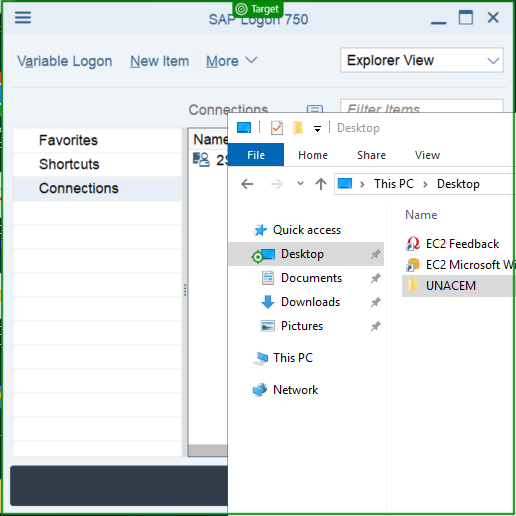 Target
SAP Logon 750
Variable Logon New Item More
Explorer View
Connections
Filter Items
Favorites
Shortcuts
Connections
Name
Desktop
File Home Share View
This PC > Desktop
Quick access
Desktop
Documents
Downloads
Pictures
This PC
Network
Name
EC2 Feedback
EC2 Microsoft Wi
UNACEM